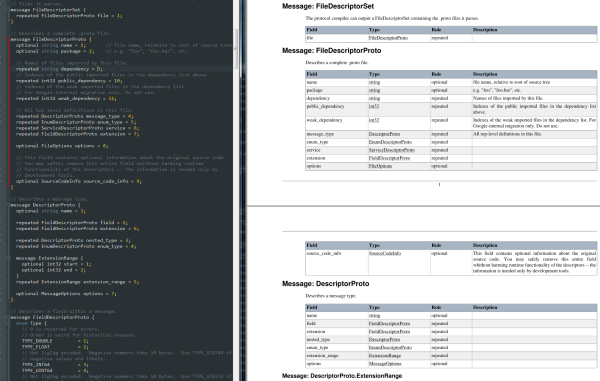 // files it parses.
message FileDescriptorSet {
repeated FileDescriptorProto file = 1;
}
// Describes a complete .proto file.
message FileDescriptorProto {
optional string name = 1; // file name, relative to root of source tree
optional string package = 2; // e.g. "foo", "foo.bar", etc.
// Names of files imported by this file.
repeated string dependency = 3;
// Indexes of the public imported files in the dependency list above.
repeated int32 public_dependency = 10;
// Indexes of the weak imported files in the dependency list.
// For Google-internal migration only. Do not use.
repeated int32 weak_dependency = 11;
// All top-level definitions in this file.
repeated DescriptorProto message_type = 4;
repeated EnumDescriptorProto enum_type = 5;
repeated ServiceDescriptorProto service = 6;
repeated FieldDescriptorProto extension = 7;
optional FileOptions options = 8;
// This field contains optional information about the original source code.
// You may safely remove this entire field without harming runtime
// functionality of the descriptors -- the information is needed only by
// development tools.
optional SourceCodeInfo source_code_info = 9;
}
// Describes a message type.
message DescriptorProto {
optional string name = 1;
repeated FieldDescriptorProto field = 2;
repeated FieldDescriptorProto extension = 6;
repeated DescriptorProto nested_type = 3;
repeated EnumDescriptorProto enum_type = 4;
message ExtensionRange {
optional int32 start = 1;
optional int32 end = 2;
}
repeated ExtensionRange extension_range = 5;
optional MessageOptions options = 7;
}
// Describes a field within a message.
message FieldDescriptorProto {
enum Type {
// 0 is reserved for errors.
// Order is weird for historical reasons.
TYPE_DOUBLE = 1;
TYPE_FLOAT = 2;
// Not ZigZag encoded. Negative numbers take 10 bytes. Use TYPE_SINT64 if
// negative values are likely.
TYPE_INT64 = 3;
TYPE_UINT64 = 4;
// Not ZigZag encoded. Negative numbers take 10 bytes. Use TYPE_SINT32 if
Message: FileDescriptorSet
The protocol compiler can output a FileDescriptorSet containing the .proto files it parses.
Field Type Rule Description
file FileDescriptorProto repeated
Message: FileDescriptorProto
Describes a complete .proto file.
Field Type Rule Description
name string optional file name, relative to root of source tree
package string optional e.g. "foo", "foo.bar", etc.
dependency string repeated Names of files imported by this file.
public_dependency int32 repeated Indexes of the public imported files in the dependency list
above.
weak_dependency int32 repeated Indexes of the weak imported files in the dependency list. For
Google-internal migration only. Do not use.
message_type DescriptorProto repeated All top-level definitions in this file.
enum_type EnumDescriptorProto repeated
service ServiceDescriptorProto repeated
extension FieldDescriptorProto repeated
options FileOptions optional
1
Field Type Rule Description
source_code_info SourceCodeInfo optional This field contains optional information about the original
source code. You may safely remove this entire field
without harming runtime functionality of the descriptors -- the
information is needed only by development tools.
Message: DescriptorProto
Describes a message type.
Field Type Rule Description
name string optional
field FieldDescriptorProto repeated
extension FieldDescriptorProto repeated
nested_type DescriptorProto repeated
enum_type EnumDescriptorProto repeated
extension_range ExtensionRange repeated
options MessageOptions optional
Message: DescriptorProto.ExtensionRange